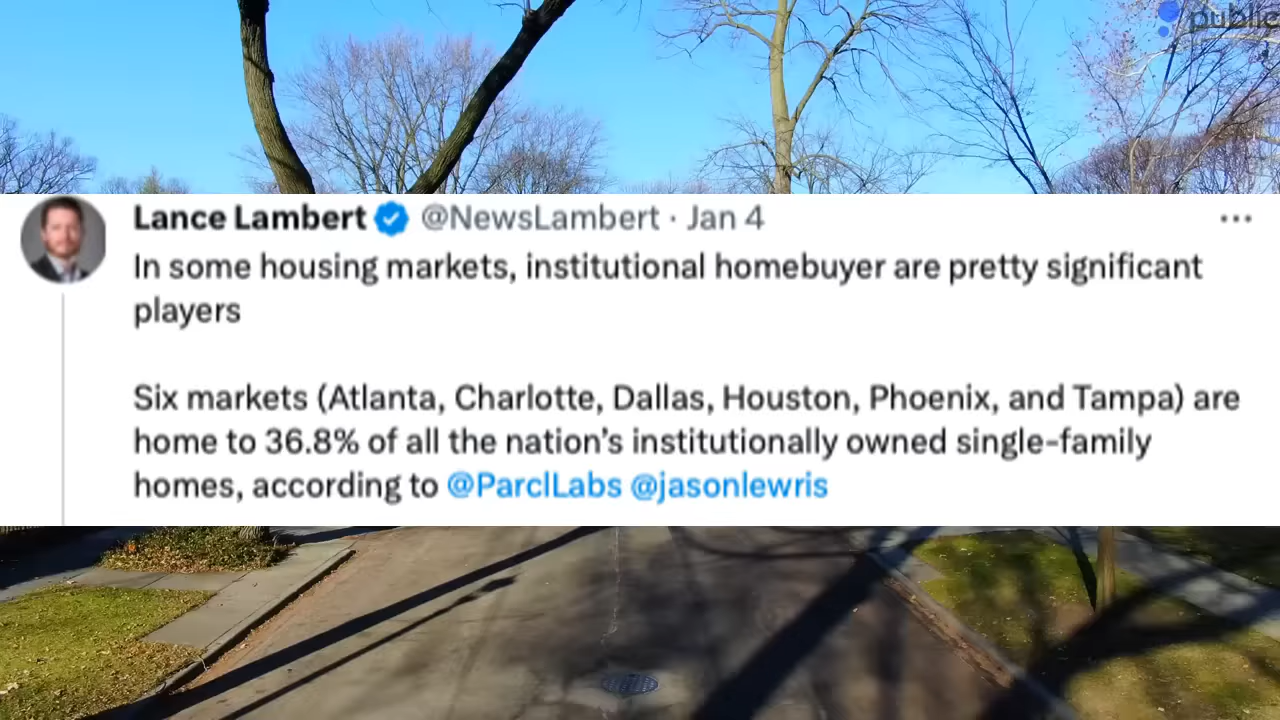 public
Lance Lambert @NewsLambert · Jan 4
In some housing markets, institutional homebuyer are pretty significant
players
Six markets (Atlanta, Charlotte, Dallas, Houston, Phoenix, and Tampa) are
home to 36.8% of all the nation's institutionally owned single-family
homes, according to @ParclLabs @jasonlewris